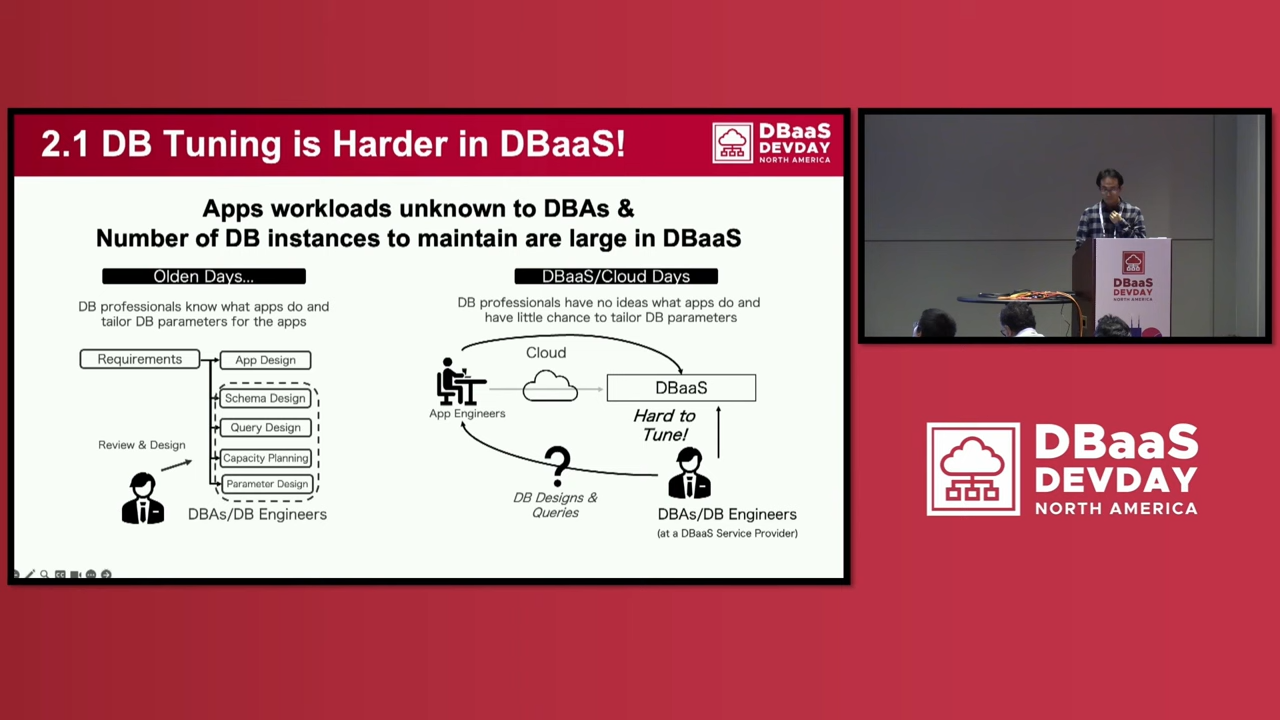 2.1 DB Tuning is Harder in DBaaS!
DBaaS
DEVDAY
NORTH AMERICA
Apps workloads unknown to DBAs &
Number of DB instances to maintain are large in DBaaS
Olden Days...
DB professionals know what apps do and
tailor DB parameters for the apps
Requirements
App Design
Schema Design
Query Design
Capacity Planning
Parameter Design
Review & Design
DBAs/DB Engineers
DBaaS/Cloud Days
DB professionals have no ideas what apps do and
have little chance to tailor DB parameters
Cloud
DBaaS
App Engineers
Hard to
Tune!
?
DB Designs &
Queries
DBAs/DB Engineers
(at a DBaaS Service Provider)
DBaaS
DEVDAY
NORTH AMERICA
DBaaS
DEVDAY
NORTH AMERICA